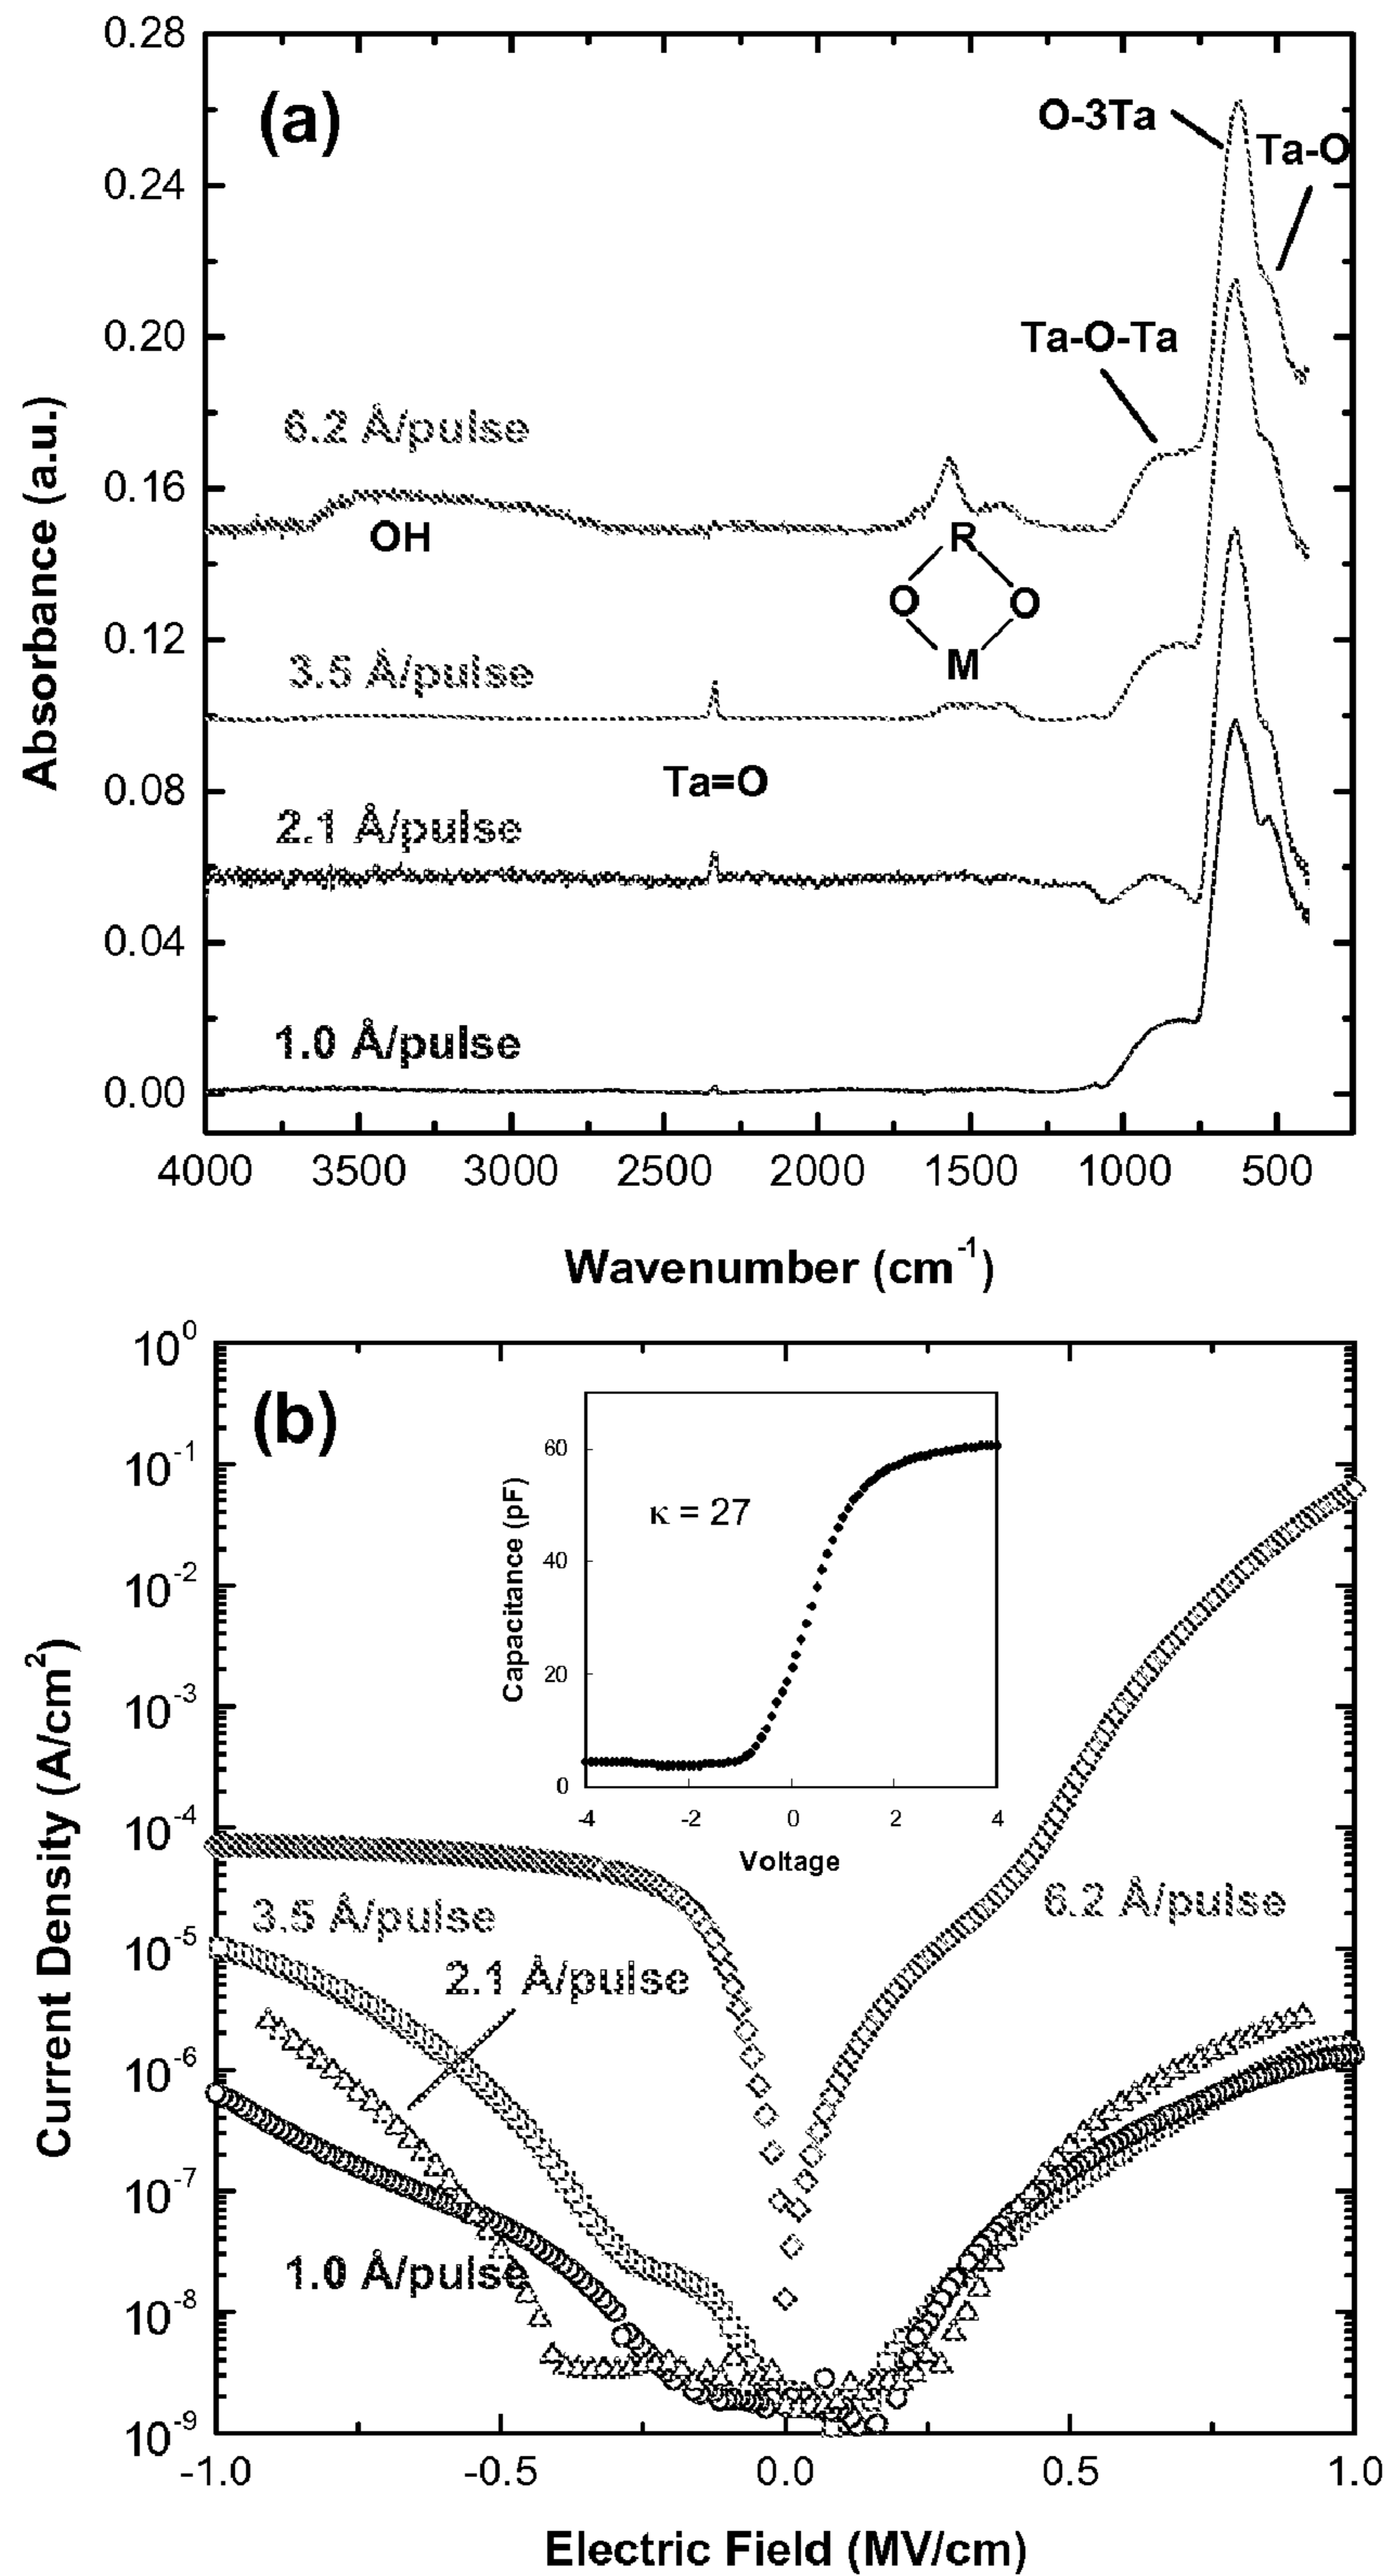 0.28
(a)
O-3Ta
Ta-O
0.24
0.20
Ta-O-Ta
6.2 Å/pulse
0.16
OH
R
O O
M
0.12
3.5 Å/pulse
Ta=O
0.08
2.1 Å/pulse
0.04
1.0 Å/pulse
0.00
Absorbance (a.u.)
4000 3500 3000 2500 2000 1500 1000 500
Wavenumber (cm⁻¹)
10⁰
(b)
10⁻¹
10⁻²
10⁻³
10⁻⁴
10⁻⁵
10⁻⁶
10⁻⁷
10⁻⁸
10⁻⁹
Current Density (A/cm²)
60
κ = 27
40
20
0
Capacitance (pF)
-4 -2 0 2 4
Voltage
6.2 Å/pulse
3.5 Å/pulse
2.1 Å/pulse
1.0 Å/pulse
-1.0 -0.5 0.0 0.5 1.0
Electric Field (MV/cm)